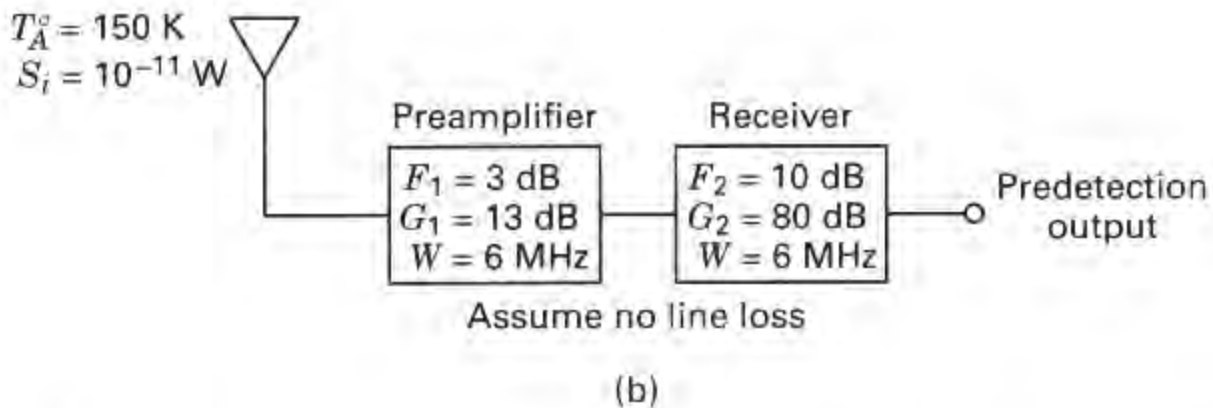 T°A = 150 K
Si = 10−11 W
Preamplifier
Receiver
F1 = 3 dB
G1 = 13 dB
W = 6 MHz
F2 = 10 dB
G2 = 80 dB
W = 6 MHz
Predetection
output
Assume no line loss
(b)